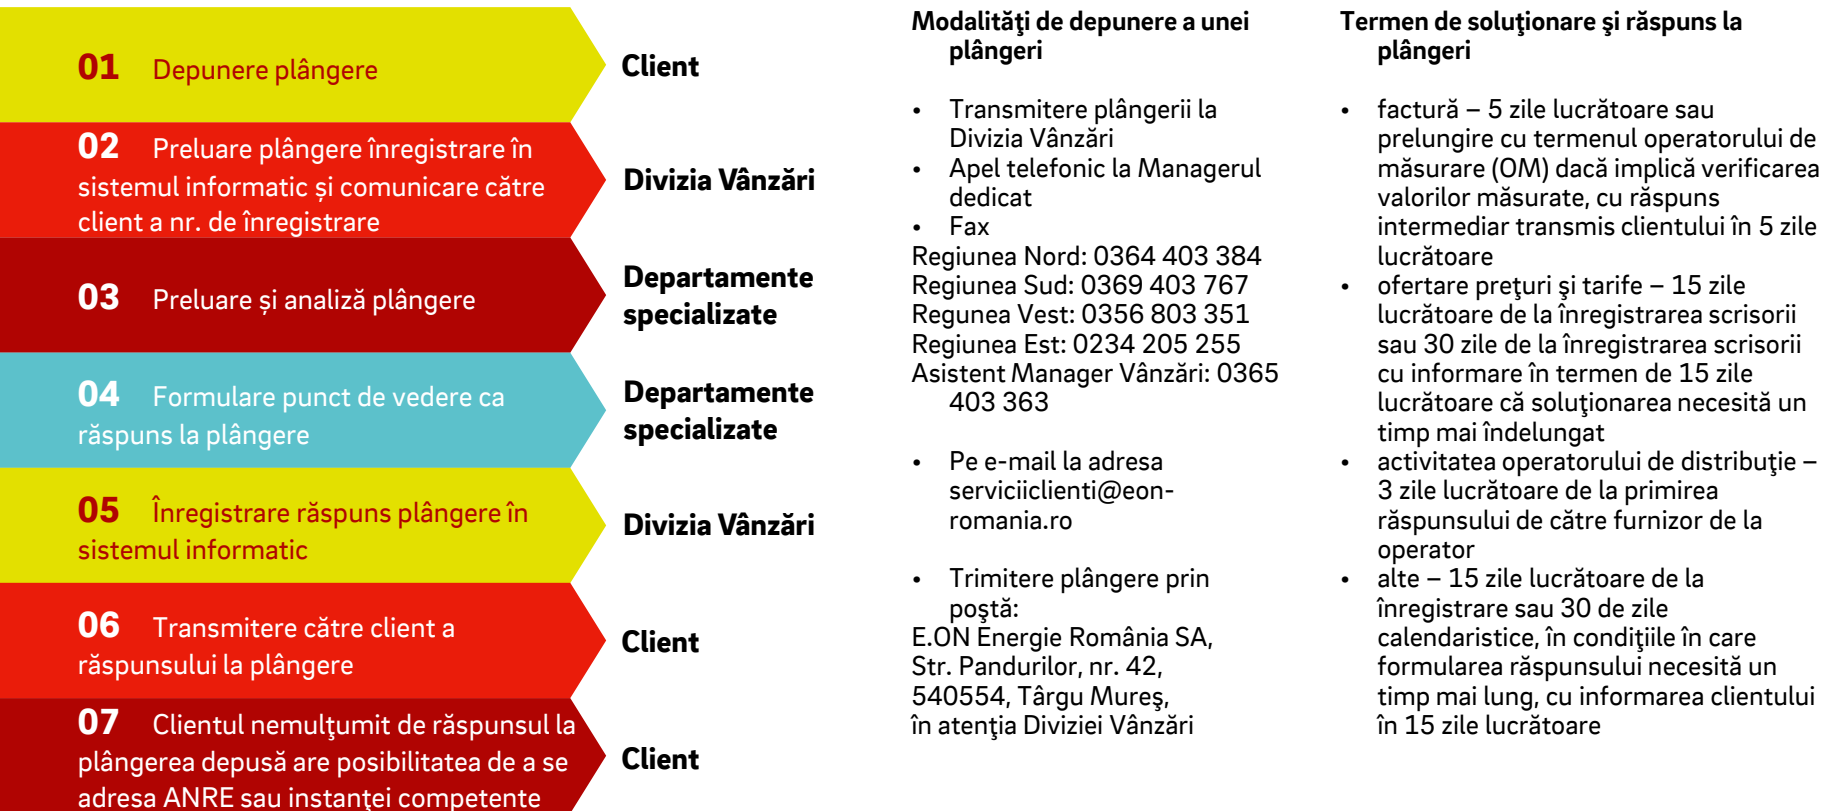 01 Depunere plângere
Client
02 Preluare plângere înregistrare în
sistemul informatic și comunicare către
client a nr. de înregistrare
Divizia Vânzări
03 Preluare și analiză plângere
Departamente
specializate
04 Formulare punct de vedere ca
răspuns la plângere
Departamente
specializate
05 Înregistrare răspuns plângere în
sistemul informatic
Divizia Vânzări
06 Transmitere către client a
răspunsului la plângere
Client
07 Clientul nemulţumit de răspunsul la
plângerea depusă are posibilitatea de a se
adresa ANRE sau instanţei competente
Client
Modalităţi de depunere a unei
plângeri
• Transmitere plângerii la
Divizia Vânzări
• Apel telefonic la Managerul
dedicat
• Fax
Regiunea Nord: 0364 403 384
Regiunea Sud: 0369 403 767
Regunea Vest: 0356 803 351
Regiunea Est: 0234 205 255
Asistent Manager Vânzări: 0365
403 363
• Pe e-mail la adresa
serviciiclienti@eon-
romania.ro
• Trimitere plângere prin
poştă:
E.ON Energie România SA,
Str. Pandurilor, nr. 42,
540554, Târgu Mureş,
în atenţia Diviziei Vânzări
Termen de soluţionare şi răspuns la
plângeri
• factură – 5 zile lucrătoare sau
prelungire cu termenul operatorului de
măsurare (OM) dacă implică verificarea
valorilor măsurate, cu răspuns
intermediar transmis clientului în 5 zile
lucrătoare
• ofertare preţuri şi tarife – 15 zile
lucrătoare de la înregistrarea scrisorii
sau 30 zile de la înregistrarea scrisorii
cu informare în termen de 15 zile
lucrătoare că soluţionarea necesită un
timp mai îndelungat
• activitatea operatorului de distribuţie –
3 zile lucrătoare de la primirea
răspunsului de către furnizor de la
operator
• alte – 15 zile lucrătoare de la
înregistrare sau 30 de zile
calendaristice, în condiţiile în care
formularea răspunsului necesită un
timp mai lung, cu informarea clientului
în 15 zile lucrătoare